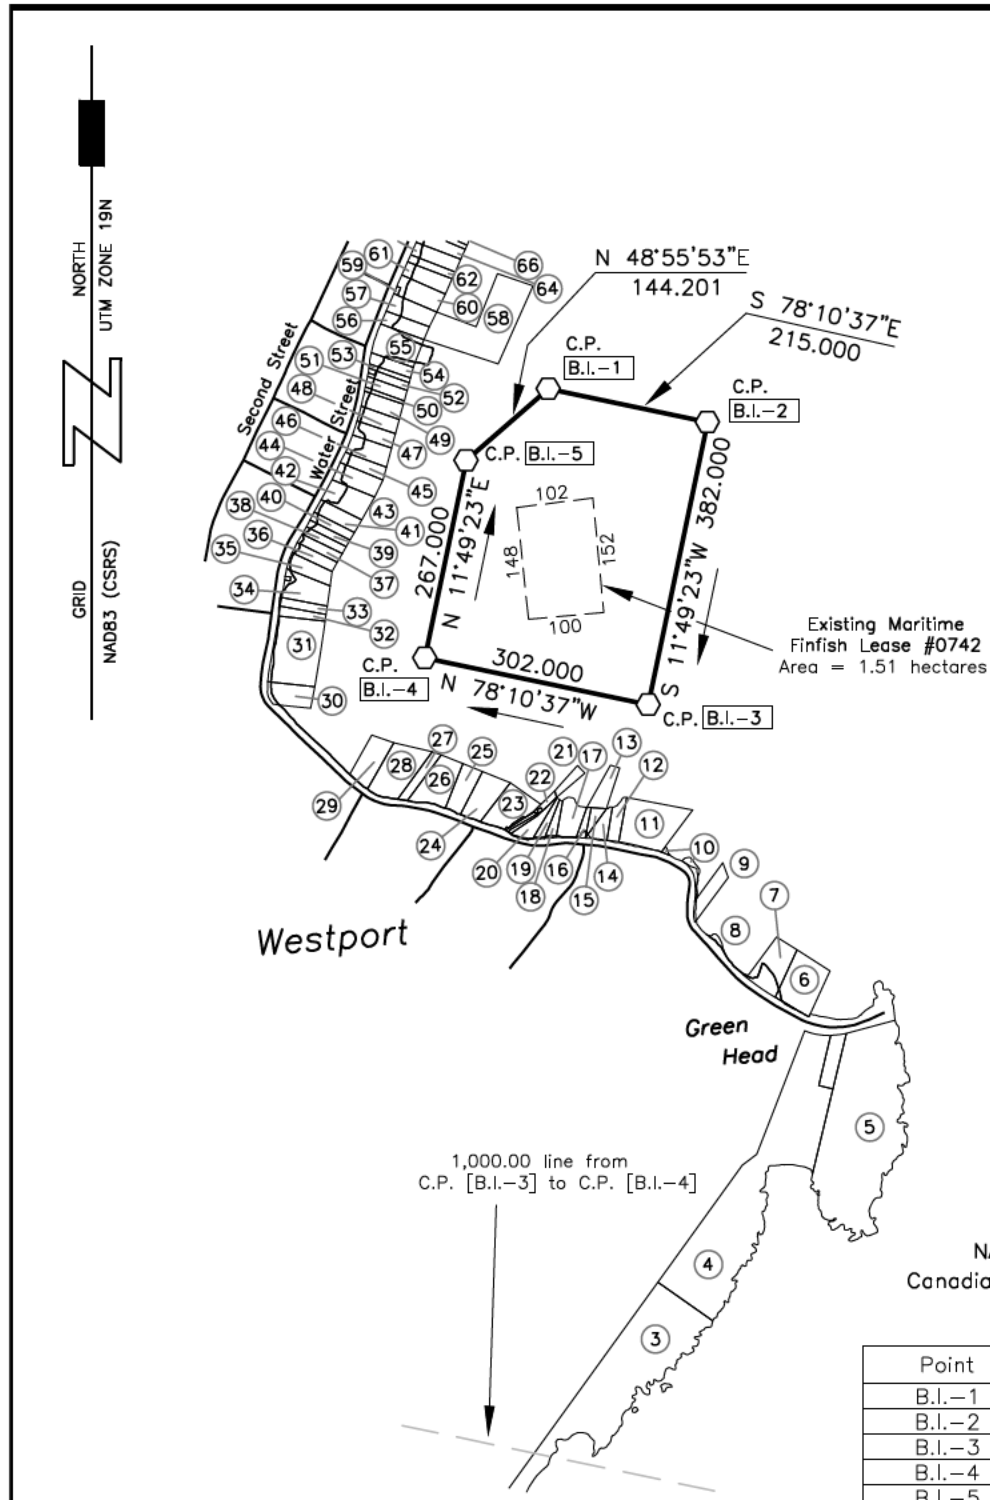 NORTH
UTM ZONE 19N
GRID
NAD83 (CSRS)
N 48°55'53"E
144.201
S 78°10'37"E
215.000
C.P.
B.I.-1
C.P.
B.I.-2
C.P. B.I.-5
N 11°49'23"E
267.000
S 11°49'23"W 382.000
102
148
152
100
Existing Maritime
Finfish Lease #0742
Area = 1.51 hectares
302.000
N 78°10'37"W
C.P.
B.I.-4
C.P. B.I.-3
Second Street
Water Street
61
59
57
56
66
62
64
60
58
55
53
51
54
48
52
50
49
46
47
44
45
42
43
40
41
38
39
36
37
35
34
33
32
31
30
27
25
28
26
29
24
23
22
21
17
13
12
11
20
19
18
16
15
14
10
9
7
8
6
Westport
Green
Head
5
1,000.00 line from
C.P. [B.I.-3] to C.P. [B.I.-4]
4
3
Canadia
Point
B.I.-1
B.I.-2
B.I.-3
B.I.-4
B.I.-5